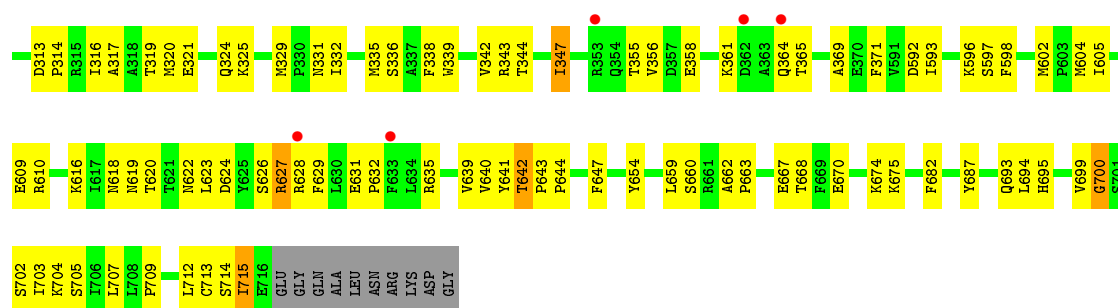 D313 P314 R315 I316 A317 A318 T319 M320 E321 Q324 K325 M329 P330 N331 I332 M335 S336 A337 F338 W339 V342 R343 T344 I347 R353 Q354 T355 V356 D357 E358 K361 D362 A363 Q364 T365 A369 E370 F371 V591 D592 I593 K596 S597 F598 M602 P603 M604 I605
E609 R610 K616 I617 N618 N619 T620 T621 N622 L623 D624 Y625 S626 R627 R628 F629 L630 E631 P632 F633 L634 R635 V639 V640 Y641 T642 P643 P644 F647 Y654 L659 S660 R661 A662 P663 E667 T668 F669 E670 K674 K675 F682 Y687 Q693 L694 H695 V699 G700 S701
S702 I703 K704 S705 I706 L707 L708 P709 L712 C713 S714 I715 E716 GLU GLY GLN ALA LEU ASN ARG LYS ASP GLY